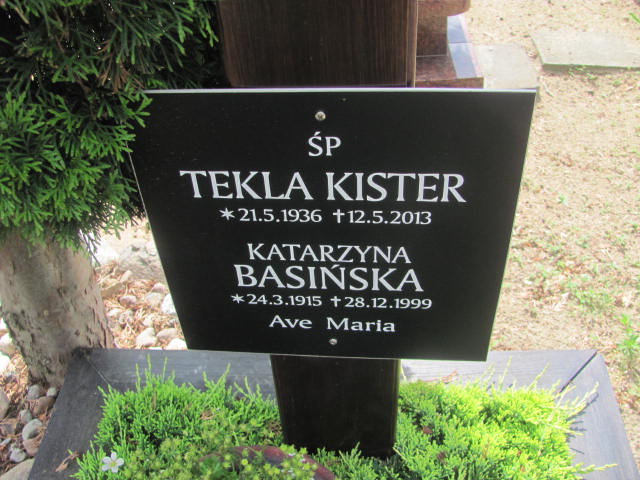 ŚP
TEKLA KISTER
*21.5.1936 †12.5.2013
KATARZYNA
BASIŃSKA
*24.3.1915 †28.12.1999
Ave Maria